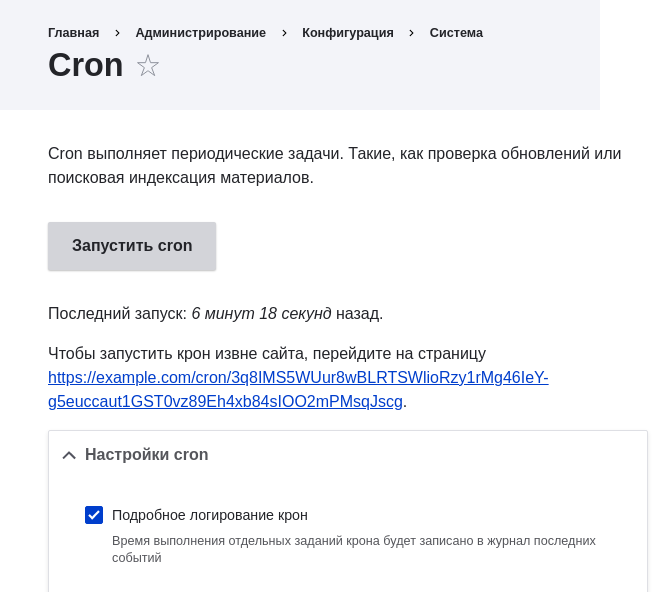 Главная › Администрирование › Конфигурация › Система
Cron
Cron выполняет периодические задачи. Такие, как проверка обновлений или
поисковая индексация материалов.
Запустить cron
Последний запуск: 6 минут 18 секунд назад.
Чтобы запустить крон извне сайта, перейдите на страницу
https://example.com/cron/3q8IMS5WUur8wBLRTSWlioRzy1rMg46IeY-
g5euccaut1GST0vz89Eh4xb84sIOO2mPMsqJscg.
Настройки cron
Подробное логирование крон
Время выполнения отдельных заданий крона будет записано в журнал последних
событий